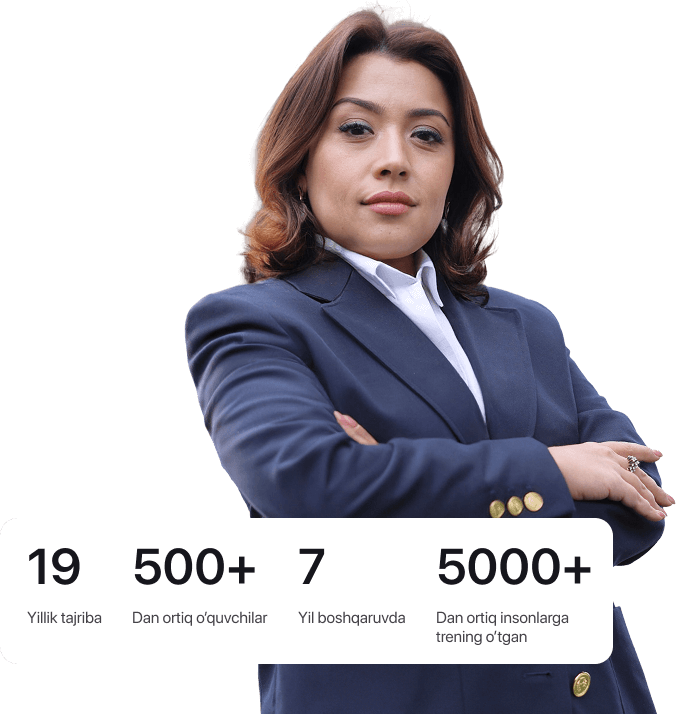 19
Yillik tajriba
500+
Dan ortiq o‘quvchilar
7
Yil boshqaruvda
5000+
Dan ortiq insonlarga
trening o‘tgan